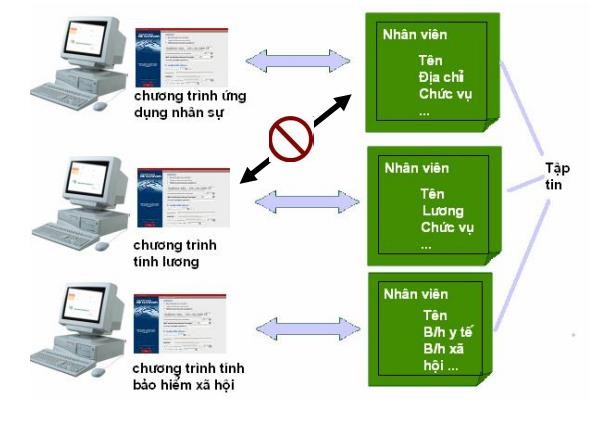 Nhân viên
Tên
Địa chỉ
Chức vụ
...
chương trình ứng
dụng nhân sự
Nhân viên
Tên
Lương
Chức vụ
...
Tập
tin
chương trình
tính lương
Nhân viên
Tên
B/h y tế
B/h xã
hội ...
chương trình tính
bảo hiểm xã hội